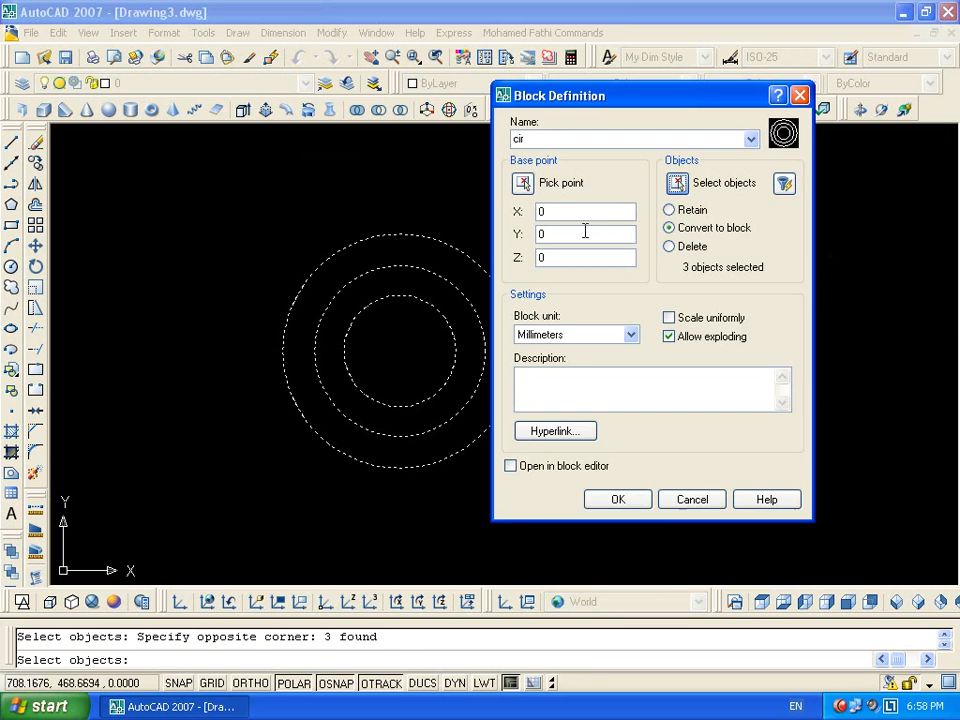 AutoCAD 2007 - [Drawing3.dwg]
File Edit View Insert Format Tools Draw Dimension Modify Window Help Express Mohamed Fathi Commands
My Dim Style ISO-25 Standard
0 ByLayer ByColor
Block Definition
Name:
cir
Base point Objects
Pick point Select objects
X: 0 Retain
Y: 0 Convert to block
Delete
Z: 0 3 objects selected
Settings
Block unit: Scale uniformly
Millimeters Allow exploding
Description:
Hyperlink...
Open in block editor
OK Cancel Help
Y
X
World
Select objects: Specify opposite corner: 3 found
Select objects:
708.1676, 468.6694, 0.0000 SNAP GRID ORTHO POLAR OSNAP OTRACK DUCS DYN LWT
start AutoCAD 2007 - [Dra... EN 6:58 PM